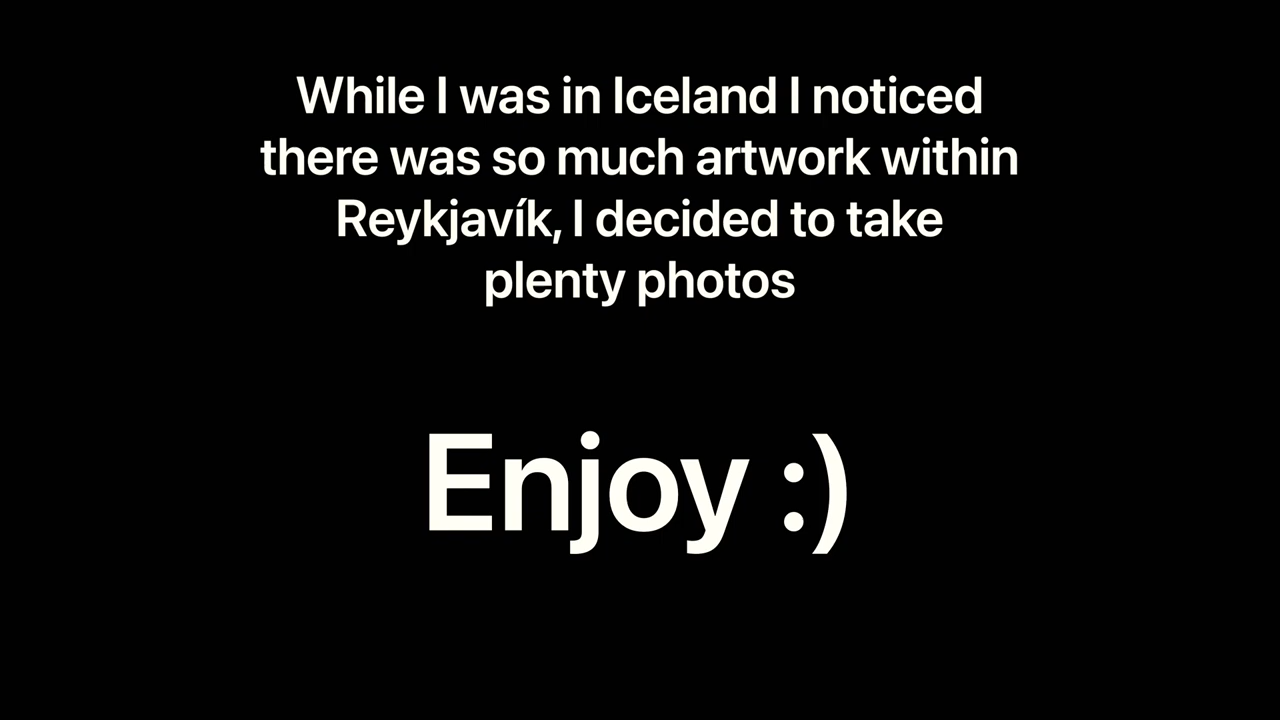 While I was in Iceland I noticed
there was so much artwork within
Reykjavík, I decided to take
plenty photos
Enjoy :)